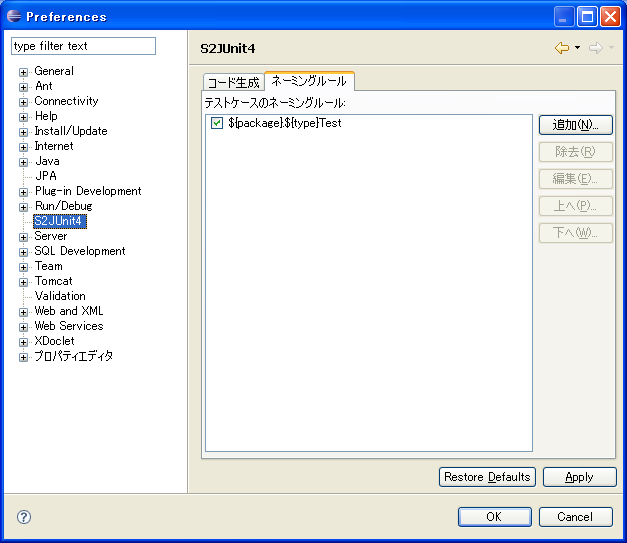 Preferences
type filter text
General
Ant
Connectivity
Help
Install/Update
Internet
Java
JPA
Plug-in Development
Run/Debug
S2JUnit4
Server
SQL Development
Team
Tomcat
Validation
Web and XML
Web Services
XDoclet
プロパティエディタ
S2JUnit4
コード生成 ネーミングルール
テストケースのネーミングルール:
${package}.${type}Test
追加(N)...
除去(R)
編集(E)...
上へ(P)...
下へ(W)...
Restore Defaults Apply
OK Cancel